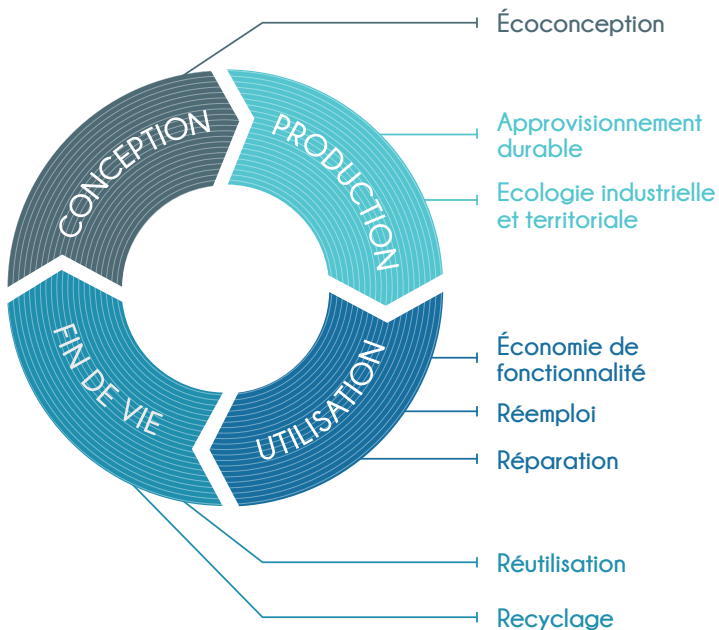 CONCEPTION
PRODUCTION
UTILISATION
FIN DE VIE
Écoconception
Approvisionnement
durable
Ecologie industrielle
et territoriale
Économie de
fonctionnalité
Réemploi
Réparation
Réutilisation
Recyclage